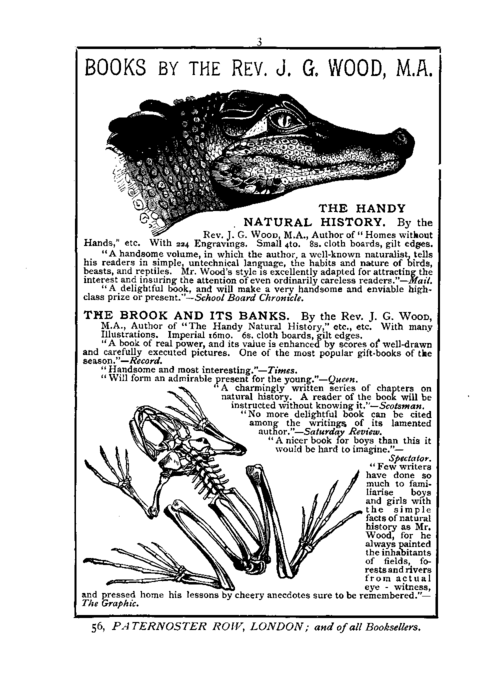 3
BOOKS BY THE REV. J. G. WOOD, M.A.
THE HANDY
NATURAL HISTORY. By the
Rev. J. G. WOOD, M.A., Author of "Homes without
Hands," etc. With 224 Engravings. Small 4to. 8s. cloth boards, gilt edges.
"A handsome volume, in which the author, a well-known naturalist, tells
his readers in simple, untechnical language, the habits and nature of birds,
beasts, and reptiles. Mr. Wood's style is excellently adapted for attracting the
interest and insuring the attention of even ordinarily careless readers."—Mail.
"A delightful book, and will make a very handsome and enviable high-
class prize or present."—School Board Chronicle.
THE BROOK AND ITS BANKS. By the Rev. J. G. WOOD,
M.A., Author of "The Handy Natural History," etc., etc. With many
Illustrations. Imperial 16mo. 6s. cloth boards, gilt edges.
"A book of real power, and its value is enhanced by scores of well-drawn
and carefully executed pictures. One of the most popular gift-books of the
season."—Record.
"Handsome and most interesting."—Times.
"Will form an admirable present for the young."—Queen.
"A charmingly written series of chapters on
natural history. A reader of the book will be
instructed without knowing it."—Scotsman.
"No more delightful book can be cited
among the writings of its lamented
author."—Saturday Review.
"A nicer book for boys than this it
would be hard to imagine."—
Spectator.
"Few writers
have done so
much to fami-
liarise boys
and girls with
the simple
facts of natural
history as Mr.
Wood, for he
always painted
the inhabitants
of fields, fo-
rests and rivers
from actual
eye - witness,
and pressed home his lessons by cheery anecdotes sure to be remembered."—
The Graphic.
56, PATERNOSTER ROW, LONDON; and of all Booksellers.